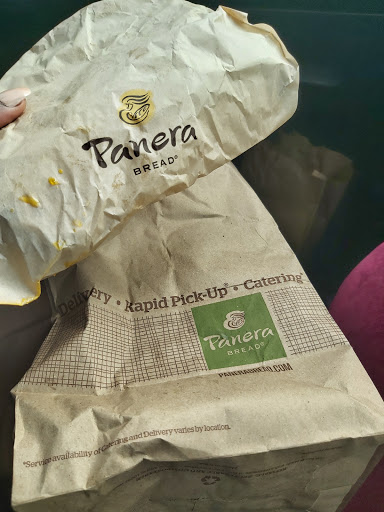 Panera
BREAD®
Delivery • Rapid Pick-Up® • Catering*
Panera
BREAD®
PANERABREAD.COM
*Service availability of Catering and Delivery varies by location.